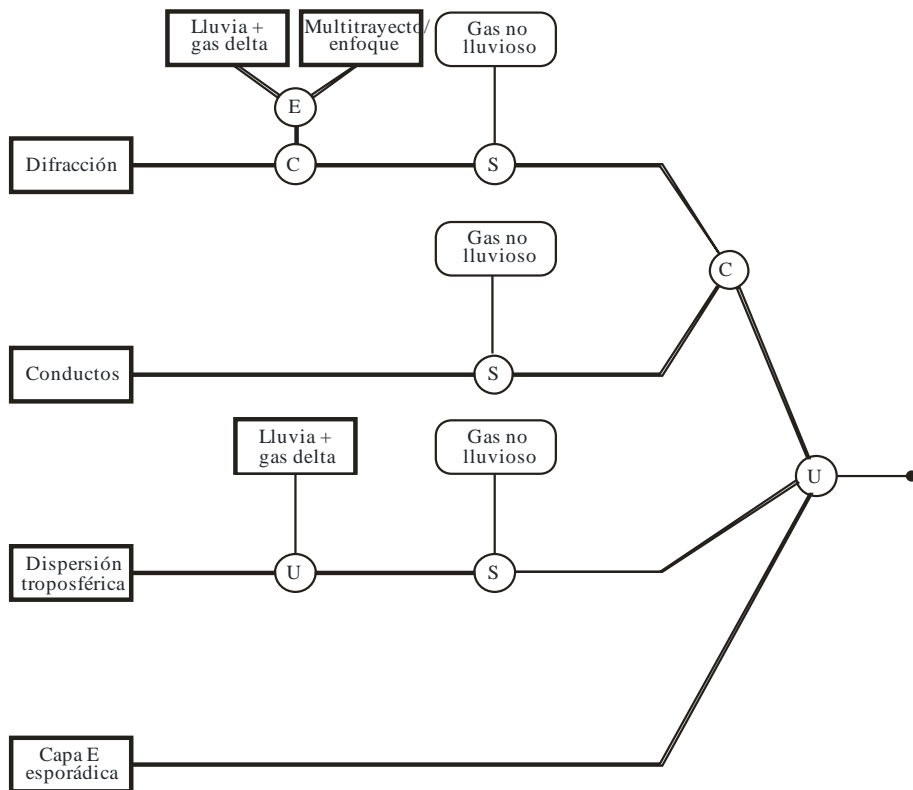 Lluvia +
gas delta
Multitrayecto/
enfoque
Gas no
lluvioso
E
Difracción
C
S
Gas no
lluvioso
C
Conductos
S
Lluvia +
gas delta
Gas no
lluvioso
U
Dispersión
troposférica
U
S
Capa E
esporádica